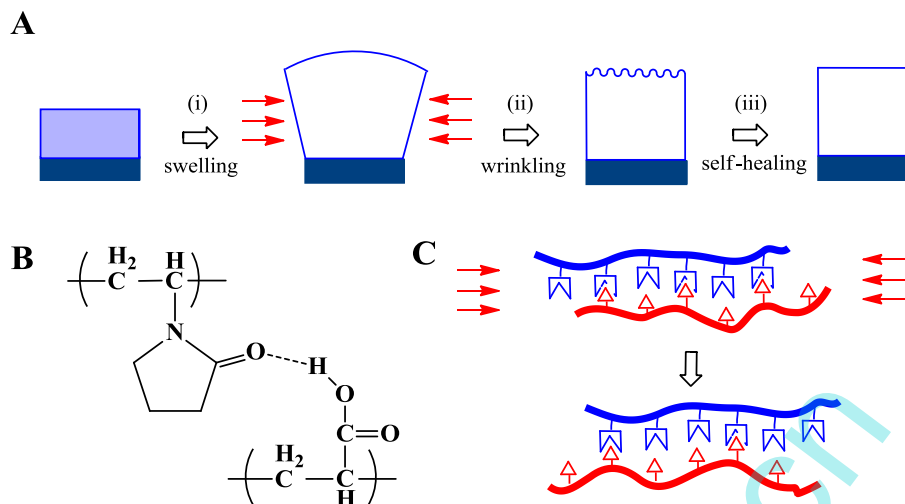 A
(i)
swelling
(ii)
wrinkling
(iii)
self-healing
B
H2
C
H
C
N
O
H
O
C
O
H2
C
C
H
C